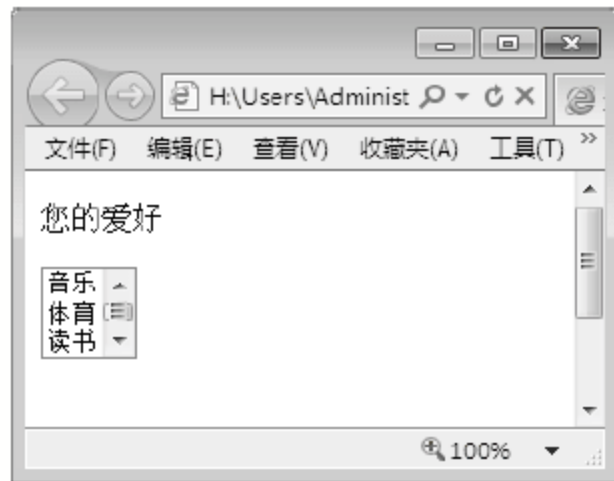 H:\Users\Administ
文件(F) 编辑(E) 查看(V) 收藏夹(A) 工具(T) »
您的爱好
音乐
体育
读书
100%